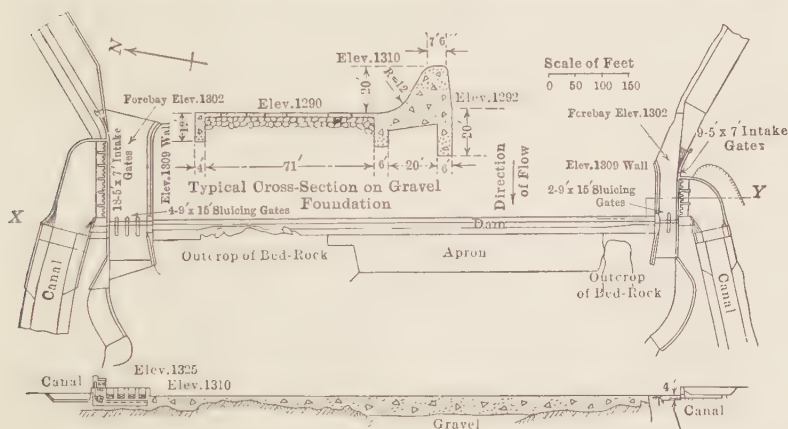 N
7'6"
Elev.1310
20'
R=12'
Scale of Feet
0 50 100 150
Forebay Elev.1302
Elev.1290
Elev.1292
20'
Forebay Elev.1302
9-5'x 7' Intake
Gates
18-5'x 7' Intake
Gates
Elev.1309 Wall
12'
4'
71'
6'
20'
6'
Typical Cross-Section on Gravel
Foundation
Direction
of Flow
Elev.1309 Wall
2-9'x 15' Sluicing
Gates
Y
X
4-9'x 15' Sluicing Gates
Dam
Canal
Outcrop of Bed-Rock
Apron
Outcrop
of Bed-Rock
Canal
Elev.1325
Canal
Elev.1310
4'
Gravel
Canal